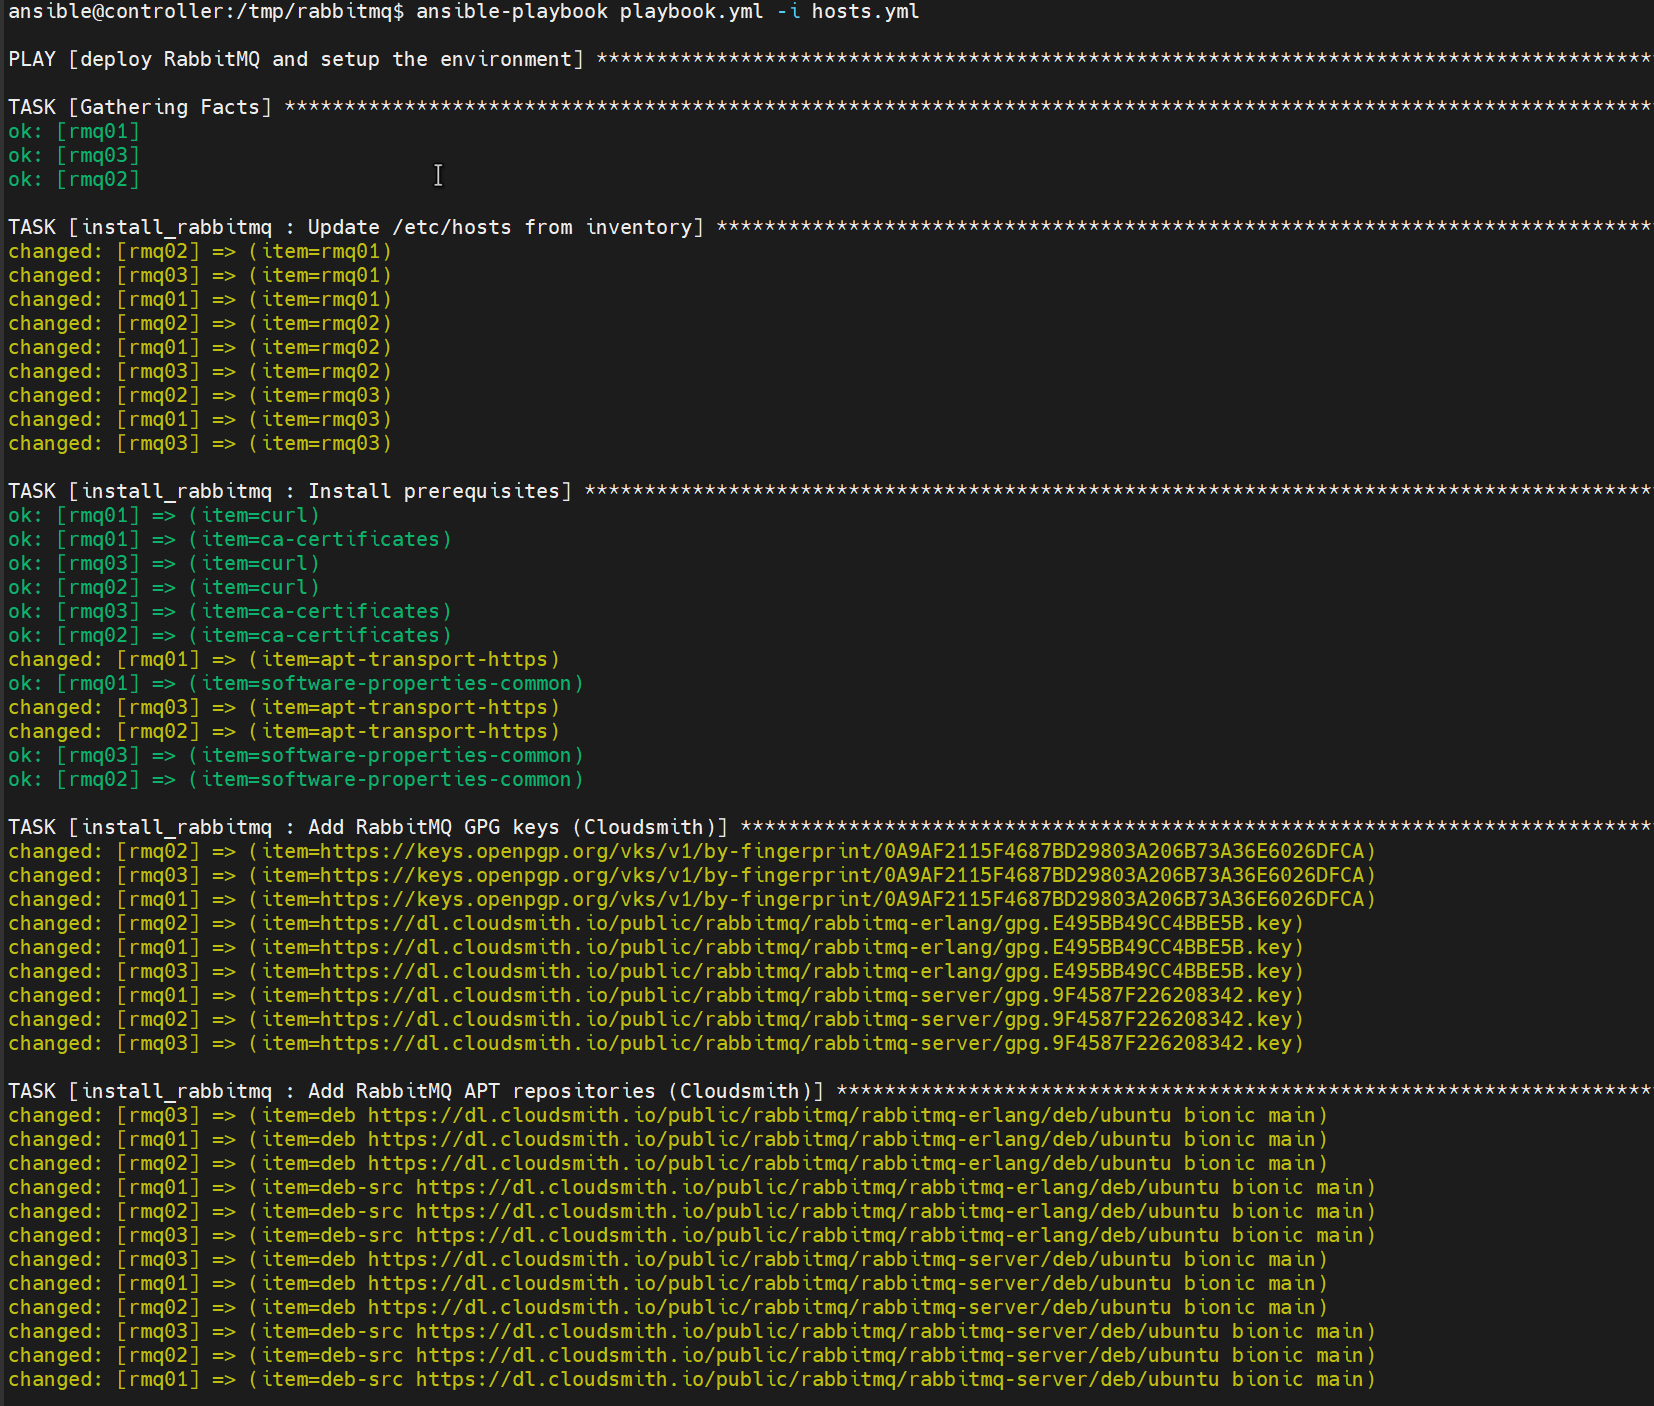 ansible@controller:/tmp/rabbitmq$ ansible-playbook playbook.yml -i hosts.yml
PLAY [deploy RabbitMQ and setup the environment] ****************************************************************************************
TASK [Gathering Facts] ******************************************************************************************************************
ok: [rmq01]
ok: [rmq03]
ok: [rmq02]
TASK [install_rabbitmq : Update /etc/hosts from inventory] ******************************************************************************
changed: [rmq02] => (item=rmq01)
changed: [rmq03] => (item=rmq01)
changed: [rmq01] => (item=rmq01)
changed: [rmq02] => (item=rmq02)
changed: [rmq01] => (item=rmq02)
changed: [rmq03] => (item=rmq02)
changed: [rmq02] => (item=rmq03)
changed: [rmq01] => (item=rmq03)
changed: [rmq03] => (item=rmq03)
TASK [install_rabbitmq : Install prerequisites] *****************************************************************************************
ok: [rmq01] => (item=curl)
ok: [rmq01] => (item=ca-certificates)
ok: [rmq03] => (item=curl)
ok: [rmq02] => (item=curl)
ok: [rmq03] => (item=ca-certificates)
ok: [rmq02] => (item=ca-certificates)
changed: [rmq01] => (item=apt-transport-https)
ok: [rmq01] => (item=software-properties-common)
changed: [rmq03] => (item=apt-transport-https)
changed: [rmq02] => (item=apt-transport-https)
ok: [rmq03] => (item=software-properties-common)
ok: [rmq02] => (item=software-properties-common)
TASK [install_rabbitmq : Add RabbitMQ GPG keys (Cloudsmith)] ****************************************************************************
changed: [rmq02] => (item=https://keys.openpgp.org/vks/v1/by-fingerprint/0A9AF2115F4687BD29803A206B73A36E6026DFCA)
changed: [rmq03] => (item=https://keys.openpgp.org/vks/v1/by-fingerprint/0A9AF2115F4687BD29803A206B73A36E6026DFCA)
changed: [rmq01] => (item=https://keys.openpgp.org/vks/v1/by-fingerprint/0A9AF2115F4687BD29803A206B73A36E6026DFCA)
changed: [rmq02] => (item=https://dl.cloudsmith.io/public/rabbitmq/rabbitmq-erlang/gpg.E495BB49CC4BBE5B.key)
changed: [rmq01] => (item=https://dl.cloudsmith.io/public/rabbitmq/rabbitmq-erlang/gpg.E495BB49CC4BBE5B.key)
changed: [rmq03] => (item=https://dl.cloudsmith.io/public/rabbitmq/rabbitmq-erlang/gpg.E495BB49CC4BBE5B.key)
changed: [rmq01] => (item=https://dl.cloudsmith.io/public/rabbitmq/rabbitmq-server/gpg.9F4587F226208342.key)
changed: [rmq02] => (item=https://dl.cloudsmith.io/public/rabbitmq/rabbitmq-server/gpg.9F4587F226208342.key)
changed: [rmq03] => (item=https://dl.cloudsmith.io/public/rabbitmq/rabbitmq-server/gpg.9F4587F226208342.key)
TASK [install_rabbitmq : Add RabbitMQ APT repositories (Cloudsmith)] ********************************************************************
changed: [rmq03] => (item=deb https://dl.cloudsmith.io/public/rabbitmq/rabbitmq-erlang/deb/ubuntu bionic main)
changed: [rmq01] => (item=deb https://dl.cloudsmith.io/public/rabbitmq/rabbitmq-erlang/deb/ubuntu bionic main)
changed: [rmq02] => (item=deb https://dl.cloudsmith.io/public/rabbitmq/rabbitmq-erlang/deb/ubuntu bionic main)
changed: [rmq01] => (item=deb-src https://dl.cloudsmith.io/public/rabbitmq/rabbitmq-erlang/deb/ubuntu bionic main)
changed: [rmq02] => (item=deb-src https://dl.cloudsmith.io/public/rabbitmq/rabbitmq-erlang/deb/ubuntu bionic main)
changed: [rmq03] => (item=deb-src https://dl.cloudsmith.io/public/rabbitmq/rabbitmq-erlang/deb/ubuntu bionic main)
changed: [rmq03] => (item=deb https://dl.cloudsmith.io/public/rabbitmq/rabbitmq-server/deb/ubuntu bionic main)
changed: [rmq01] => (item=deb https://dl.cloudsmith.io/public/rabbitmq/rabbitmq-server/deb/ubuntu bionic main)
changed: [rmq02] => (item=deb https://dl.cloudsmith.io/public/rabbitmq/rabbitmq-server/deb/ubuntu bionic main)
changed: [rmq03] => (item=deb-src https://dl.cloudsmith.io/public/rabbitmq/rabbitmq-server/deb/ubuntu bionic main)
changed: [rmq02] => (item=deb-src https://dl.cloudsmith.io/public/rabbitmq/rabbitmq-server/deb/ubuntu bionic main)
changed: [rmq01] => (item=deb-src https://dl.cloudsmith.io/public/rabbitmq/rabbitmq-server/deb/ubuntu bionic main)